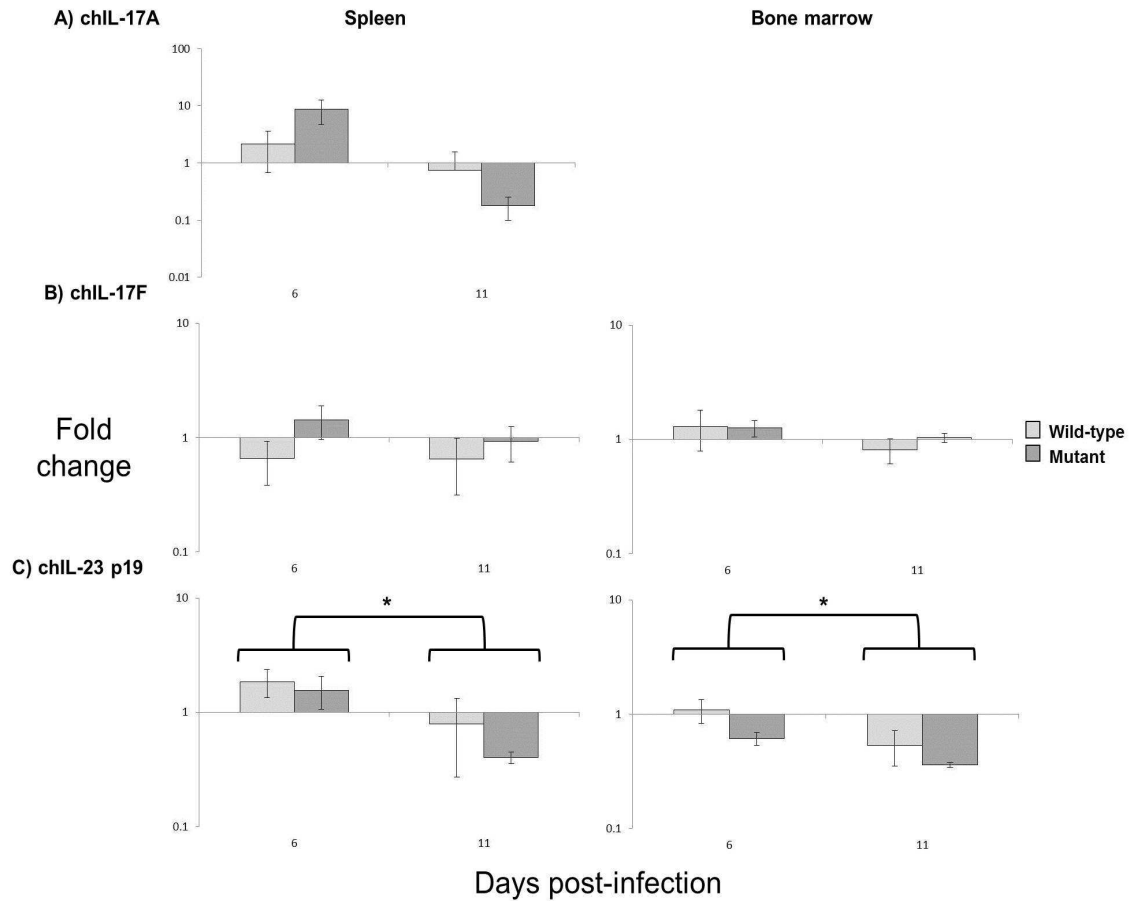 A) chIL-17A
Spleen
Bone marrow
100
10
1
0.1
0.01
6
11
B) chIL-17F
10
1
0.1
6
11
10
1
0.1
6
11
Fold
change
Wild-type
Mutant
C) chIL-23 p19
10
1
0.1
*
6
11
10
1
0.1
*
6
11
Days post-infection